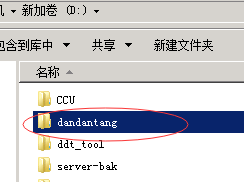 机 ▸ 新加卷 (D:) ▸
包含到库中 ▾ 共享 ▾ 新建文件夹
名称
CCU
dandantang
ddt_tool
server-bak